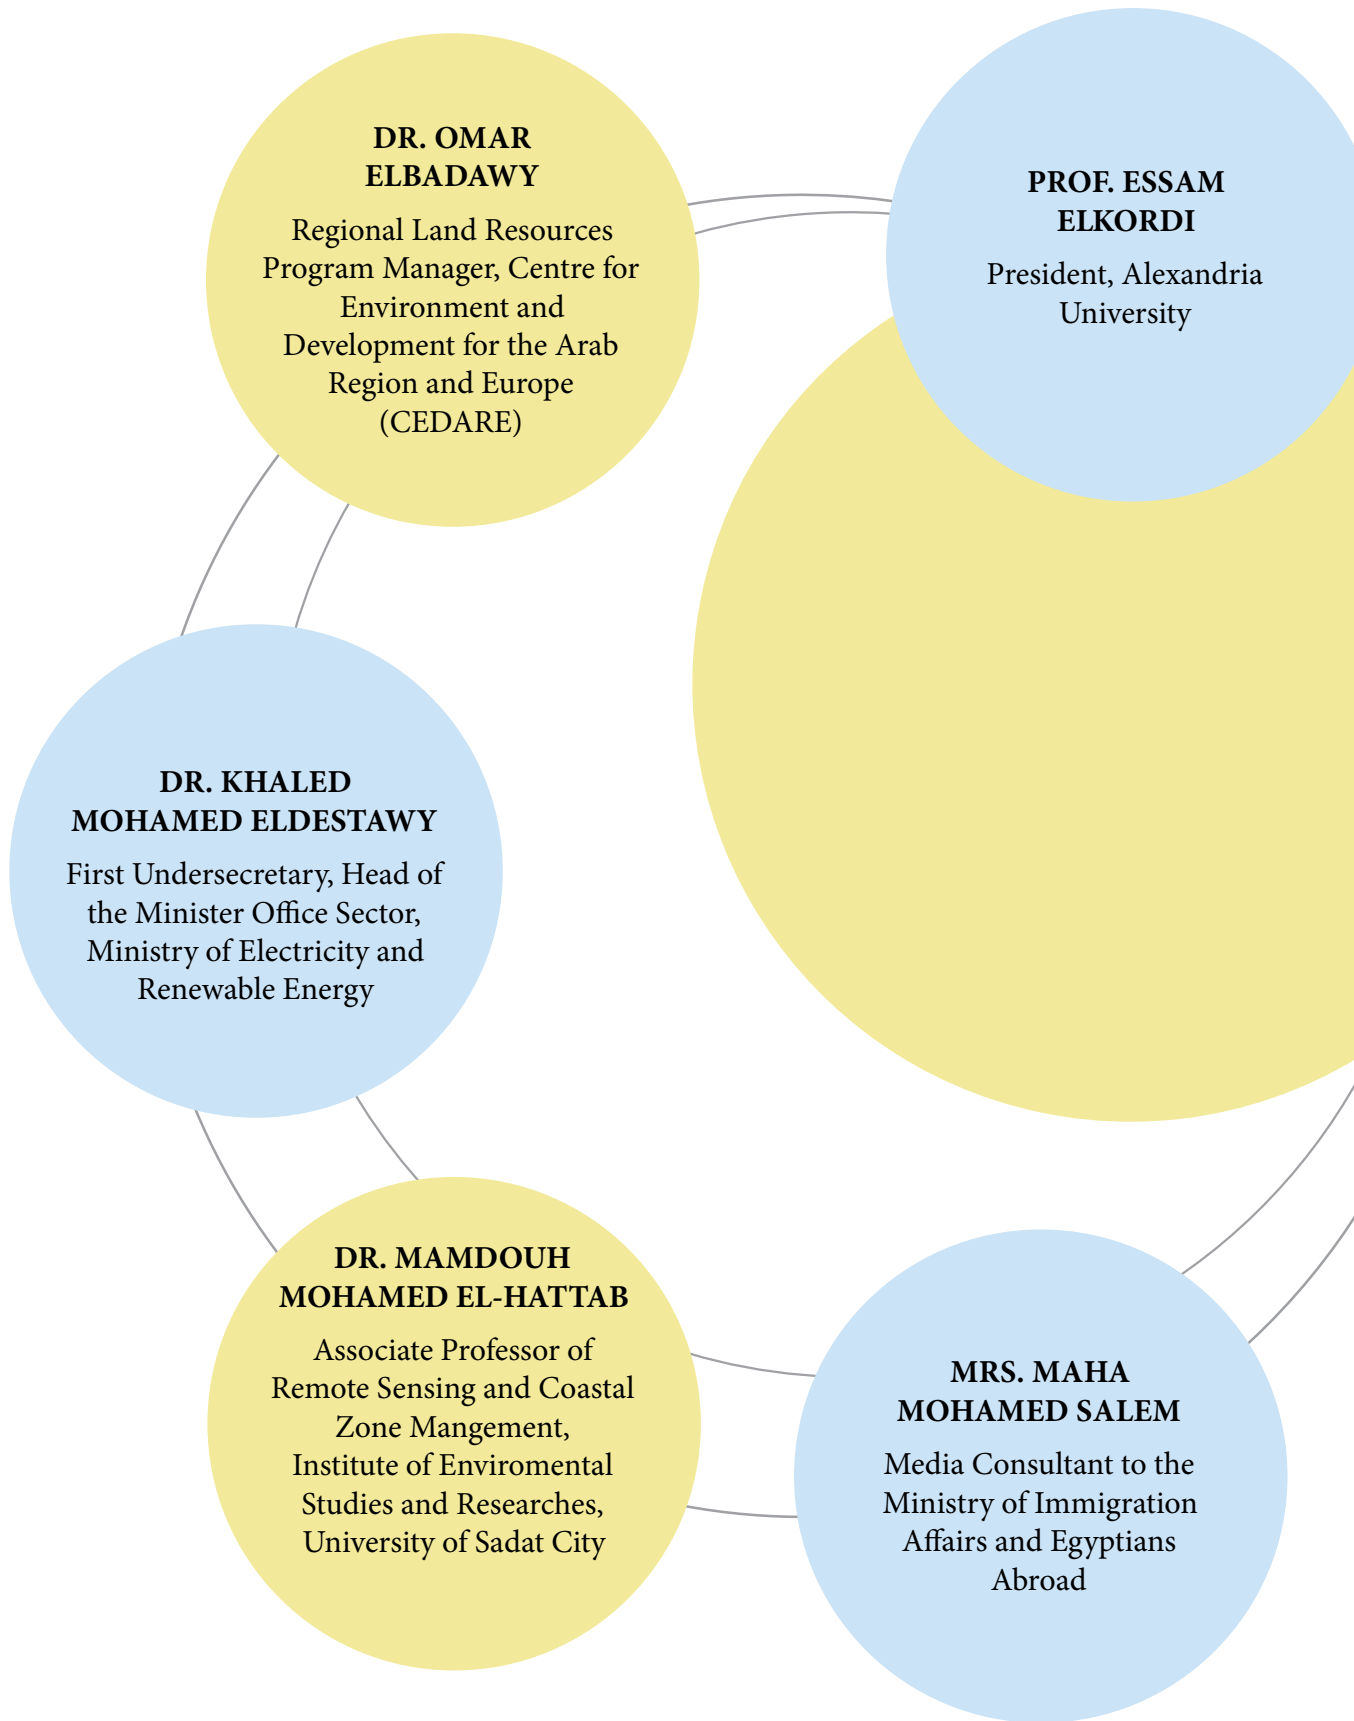 DR. OMAR
ELBADAWY
Regional Land Resources
Program Manager, Centre for
Environment and
Development for the Arab
Region and Europe
(CEDARE)
PROF. ESSAM
ELKORDI
President, Alexandria
University
DR. KHALED
MOHAMED ELDESTAWY
First Undersecretary, Head of
the Minister Office Sector,
Ministry of Electricity and
Renewable Energy
DR. MAMDOUH
MOHAMED EL-HATTAB
Associate Professor of
Remote Sensing and Coastal
Zone Mangement,
Institute of Enviromental
Studies and Researches,
University of Sadat City
MRS. MAHA
MOHAMED SALEM
Media Consultant to the
Ministry of Immigration
Affairs and Egyptians
Abroad